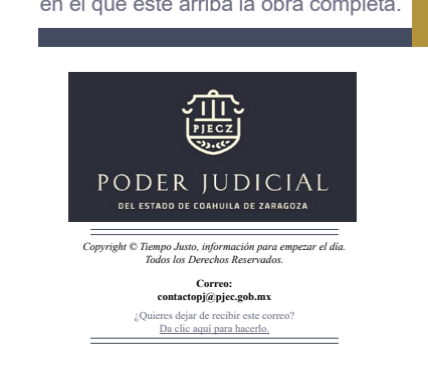 en el que este arriba la obra completa.
PJECZ
PODER JUDICIAL
DEL ESTADO DE COAHUILA DE ZARAGOZA
Copyright © Tiempo Justo, información para empezar el día.
Todos los Derechos Reservados.
Correo:
contactopj@pjec.gob.mx
¿Quieres dejar de recibir este correo?
Da clic aquí para hacerlo.